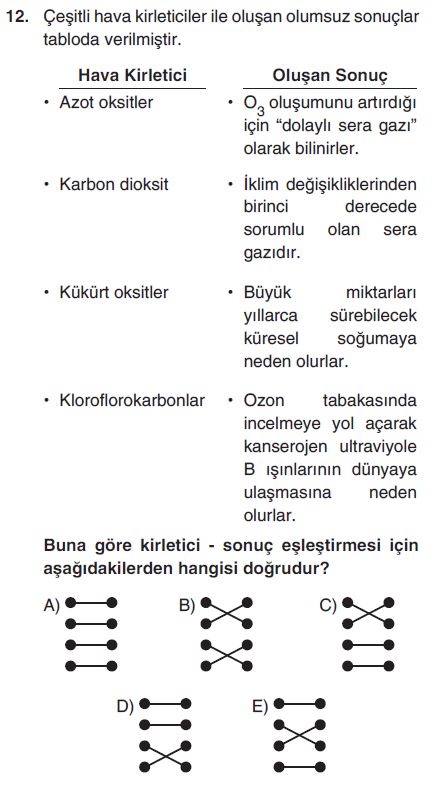 12. Çeşitli hava kirleticiler ile oluşan olumsuz sonuçlar
tabloda verilmiştir.
Hava Kirletici
Oluşan Sonuç
• Azot oksitler
• O3 oluşumunu artırdığı
için “dolaylı sera gazı”
olarak bilinirler.
• Karbon dioksit
• İklim değişikliklerinden
birinci derecede
sorumlu olan sera
gazıdır.
• Kükürt oksitler
• Büyük miktarları
yıllarca sürebilecek
küresel soğumaya
neden olurlar.
• Kloroflorokarbonlar
• Ozon tabakasında
incelmeye yol açarak
kanserojen ultraviyole
B ışınlarının dünyaya
ulaşmasına neden
olurlar.
Buna göre kirletici - sonuç eşleştirmesi için
aşağıdakilerden hangisi doğrudur?
A) B) C)
D) E)